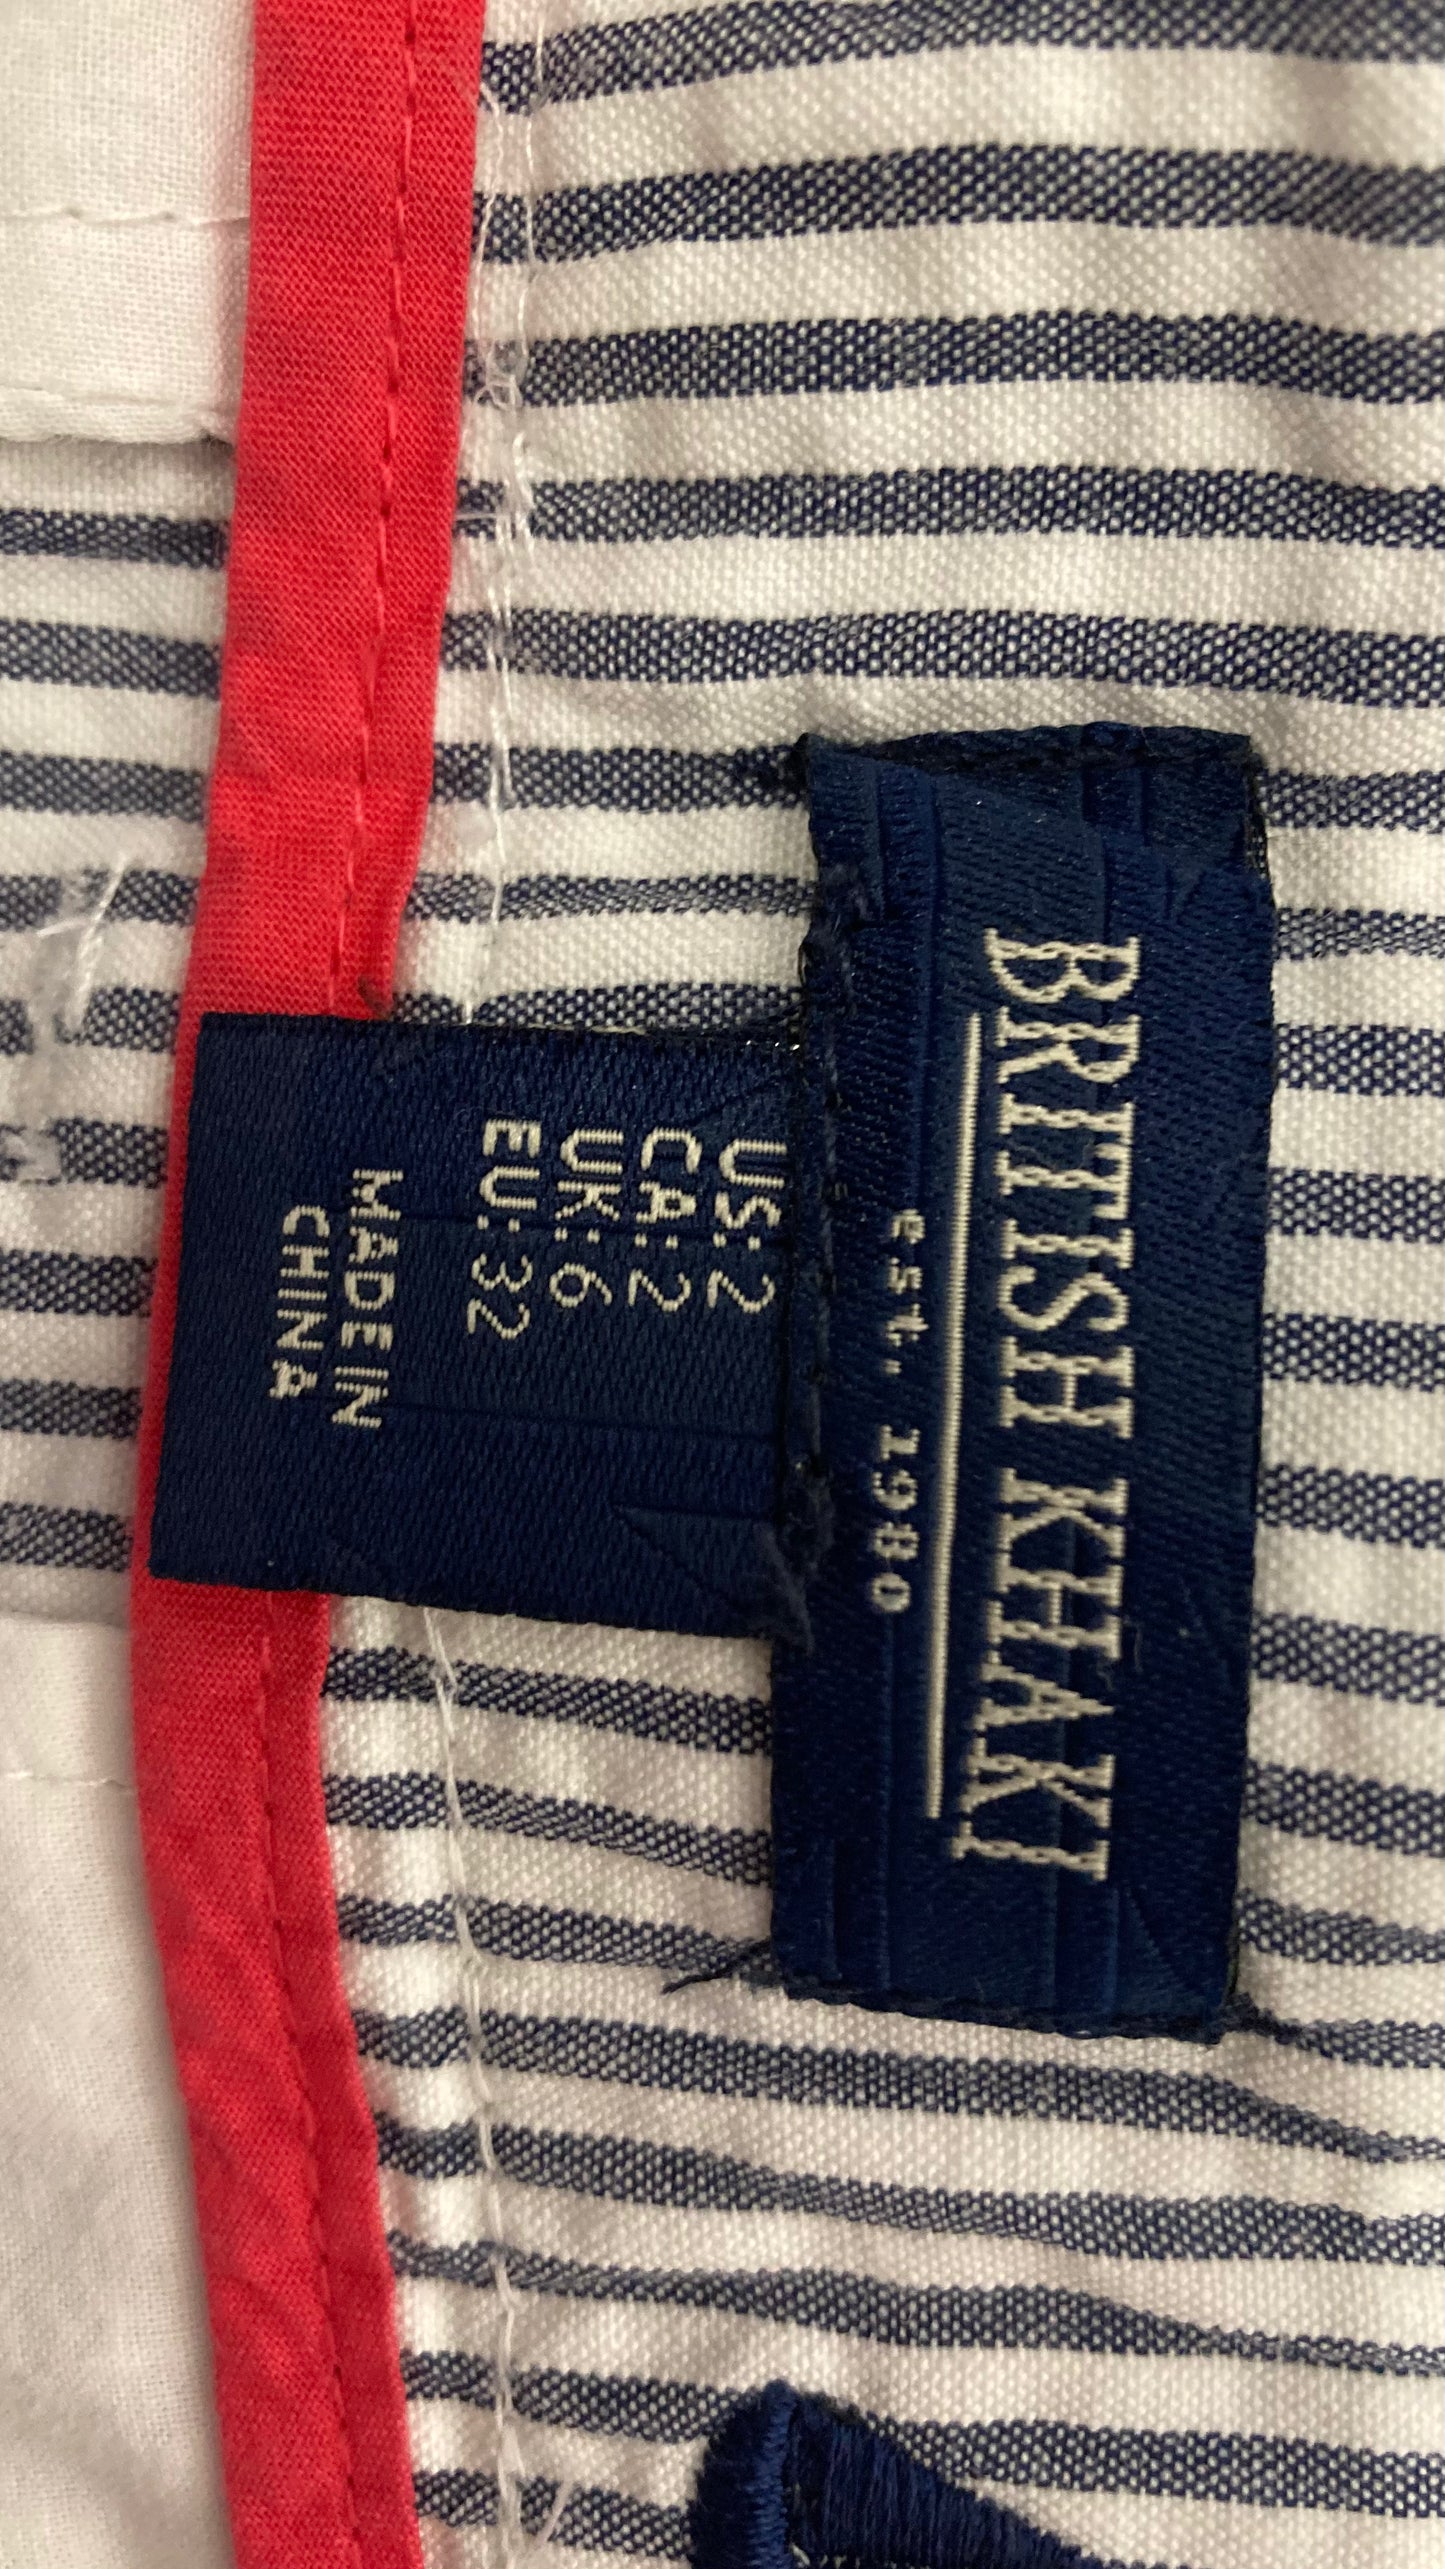 BRITISH KHAKI
est. 1980
US: 2
CA: 2
UK: 6
EU: 32
MADE IN
CHINA